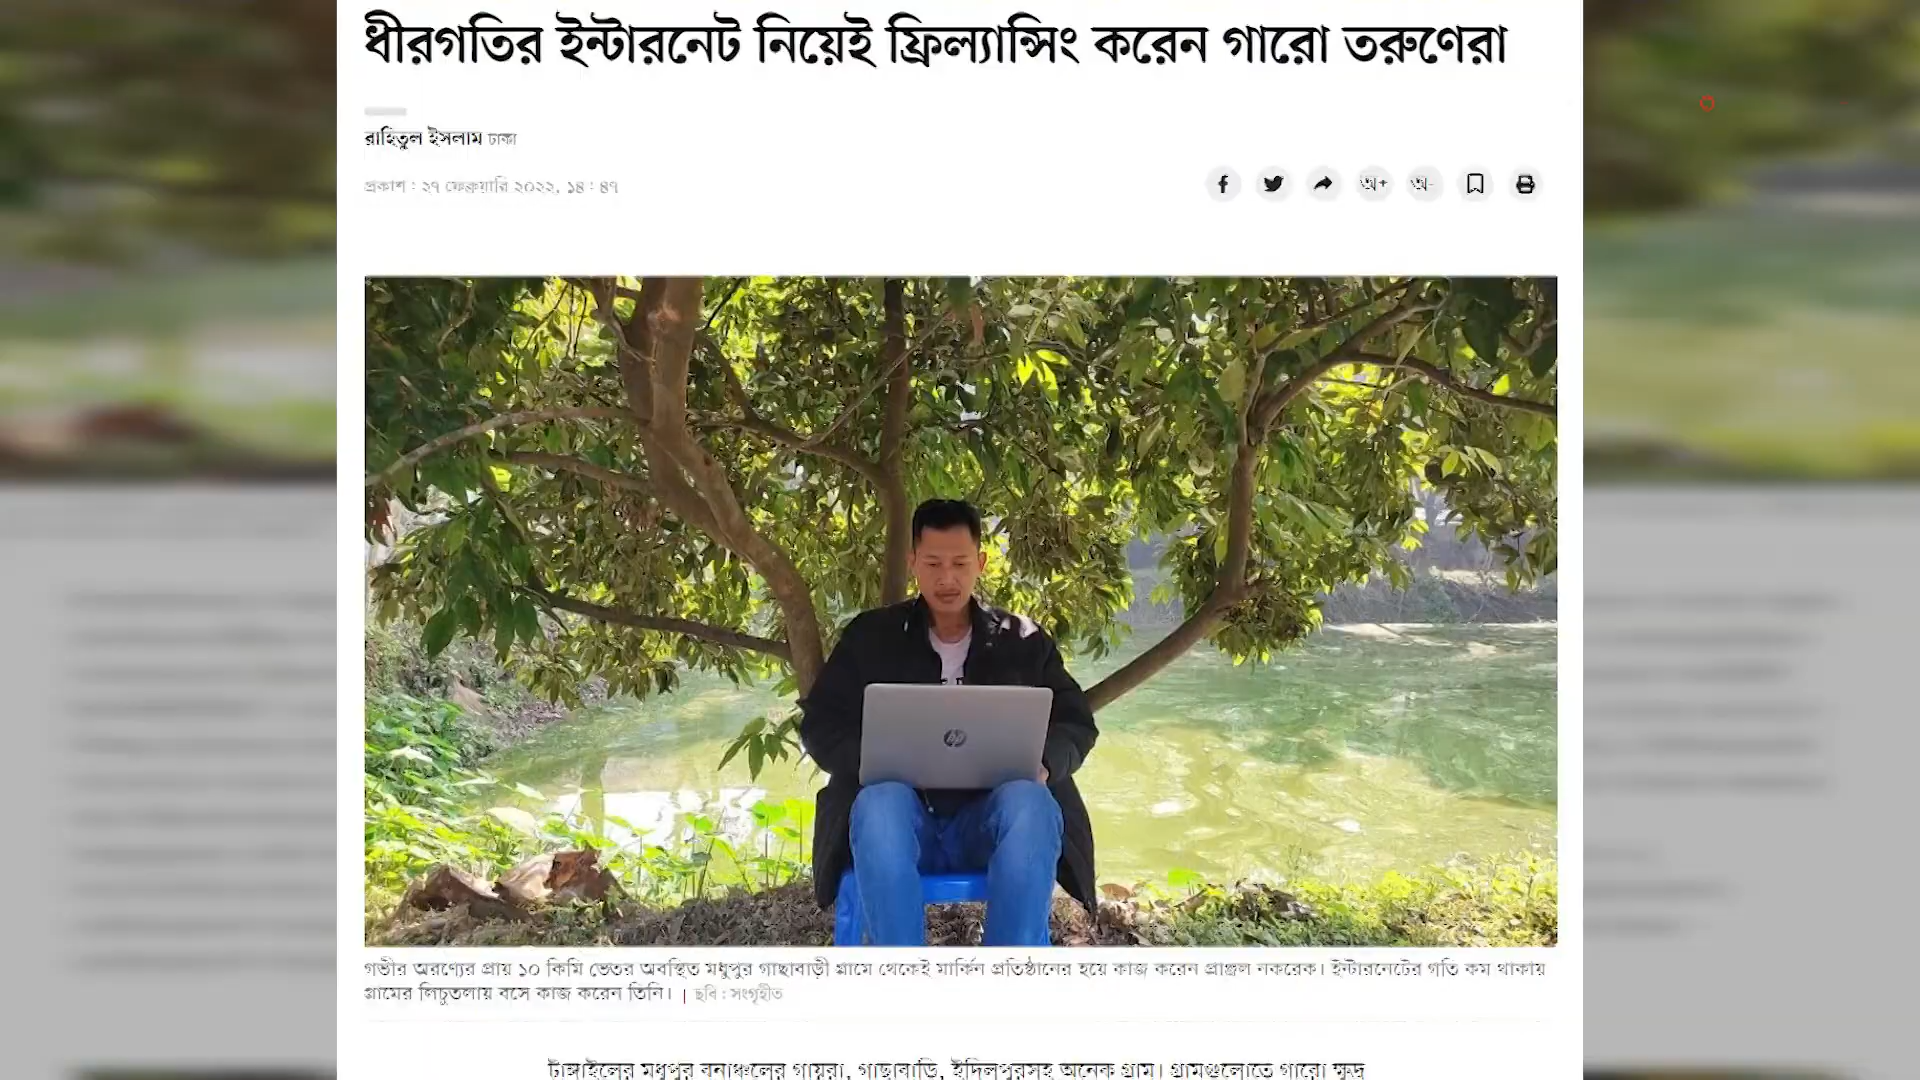 ধীরগতির ইন্টারনেট নিয়েই ফ্রিল্যান্সিং করেন গারো তরুণেরা
রাহিতুল ইসলাম ঢাকা
প্রকাশ : ২৭ ফেব্রুয়ারি ২০২২, ১৪ : ৪৭
অ+ অ-
hp
গভীর অরণ্যের প্রায় ১০ কিমি ভেতর অবস্থিত মধুপুর গাছাবাড়ী গ্রামে থেকেই মার্কিন প্রতিষ্ঠানের হয়ে কাজ করেন প্রাঞ্জল নকরেক। ইন্টারনেটের গতি কম থাকায়
গ্রামের লিচুতলায় বসে কাজ করেন তিনি। | ছবি : সংগৃহীত
টাঙ্গাইলের মধুপুর বনাঞ্চলের গায়রা, গাছাবাড়ি, ইদিলপুরসহ অনেক গ্রাম। গ্রামগুলোতে গারো ক্ষুদ্র